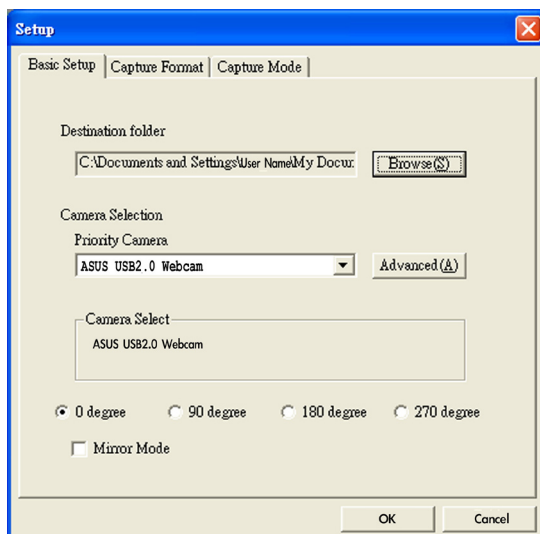 Setup
Basic Setup Capture Format Capture Mode
Destination folder
C:\Documents and Settings\User Name\My Docur Browse(S)
Camera Selection
Priority Camera
ASUS USB2.0 Webcam Advanced(A)
Camera Select
ASUS USB2.0 Webcam
0 degree 90 degree 180 degree 270 degree
Mirror Mode
OK Cancel